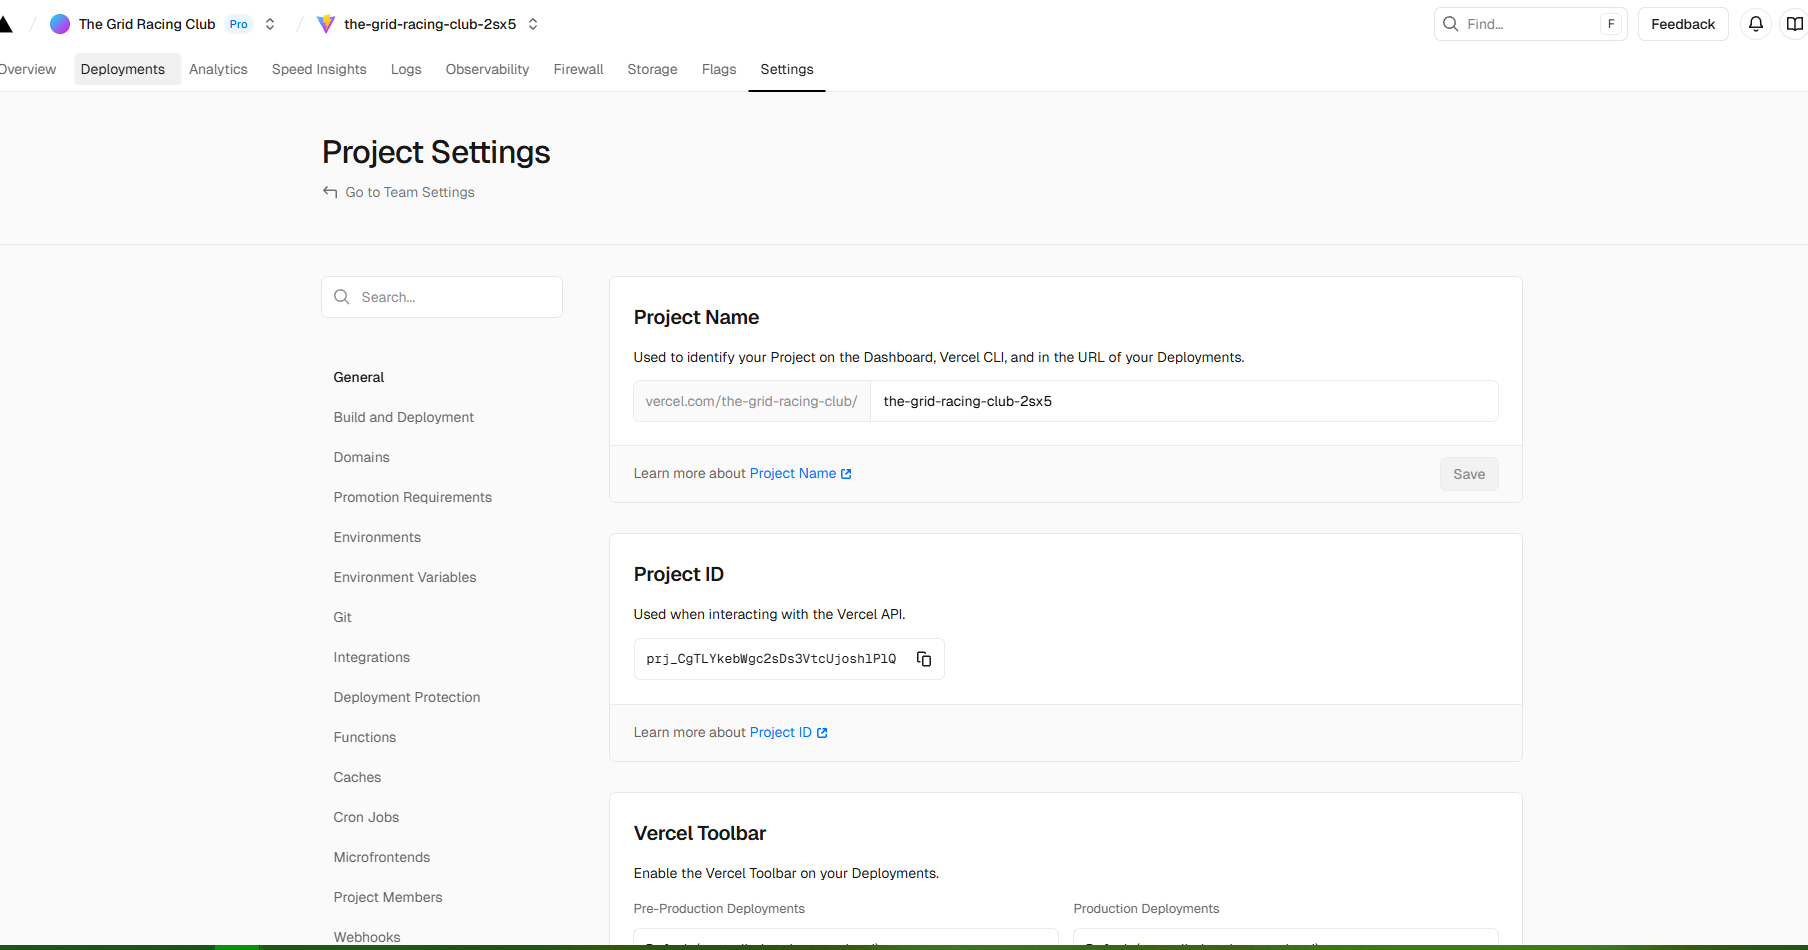 The Grid Racing Club Pro
the-grid-racing-club-2sx5
Find...
F
Feedback
Overview
Deployments
Analytics
Speed Insights
Logs
Observability
Firewall
Storage
Flags
Settings
Project Settings
Go to Team Settings
Search...
General
Build and Deployment
Domains
Promotion Requirements
Environments
Environment Variables
Git
Integrations
Deployment Protection
Functions
Caches
Cron Jobs
Microfrontends
Project Members
Webhooks
Project Name
Used to identify your Project on the Dashboard, Vercel CLI, and in the URL of your Deployments.
vercel.com/the-grid-racing-club/ the-grid-racing-club-2sx5
Learn more about Project Name
Save
Project ID
Used when interacting with the Vercel API.
prj_CgTLYkebWgc2sDs3VtcUjoshlPlQ
Learn more about Project ID
Vercel Toolbar
Enable the Vercel Toolbar on your Deployments.
Pre-Production Deployments
Production Deployments